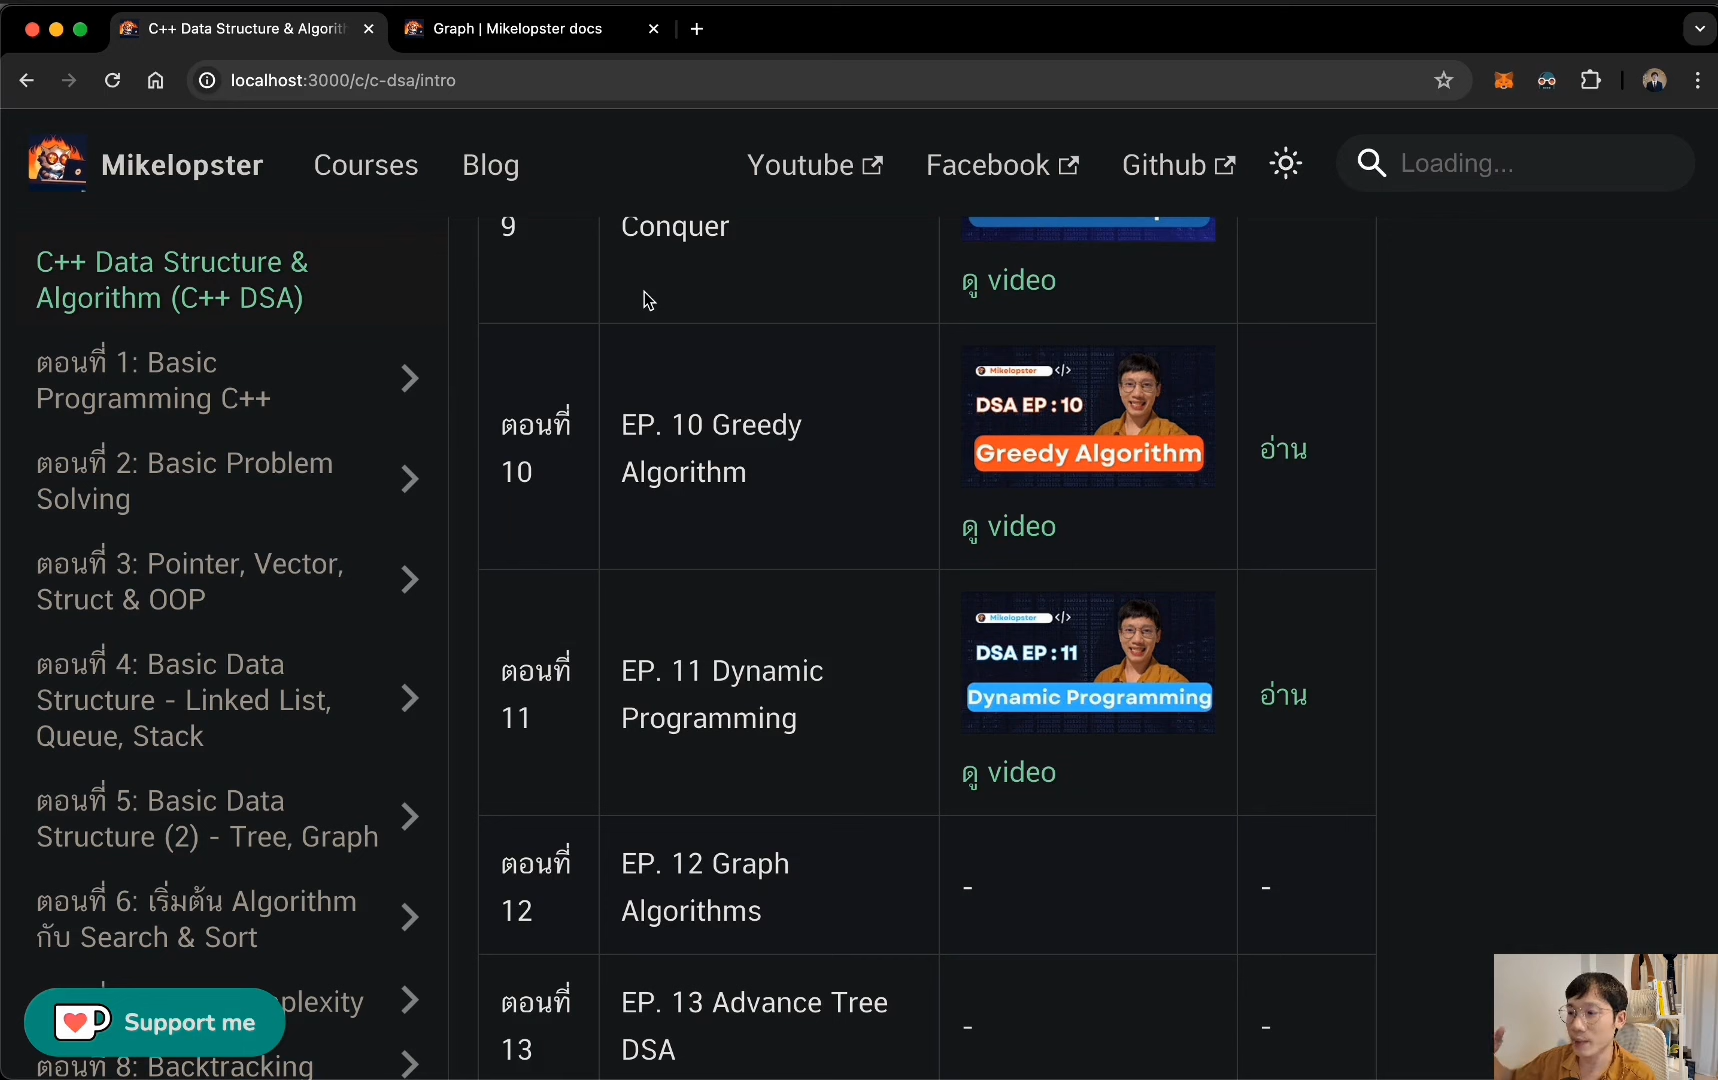 C++ Data Structure & Algorit
Graph | Mikelopster docs
localhost:3000/c/c-dsa/intro
Mikelopster
Courses
Blog
Youtube
Facebook
Github
Loading...
C++ Data Structure &
Algorithm (C++ DSA)
ตอนที่ 1: Basic
Programming C++
ตอนที่ 2: Basic Problem
Solving
ตอนที่ 3: Pointer, Vector,
Struct & OOP
ตอนที่ 4: Basic Data
Structure - Linked List,
Queue, Stack
ตอนที่ 5: Basic Data
Structure (2) - Tree, Graph
ตอนที่ 6: เริ่มต้น Algorithm
กับ Search & Sort
plexity
ตอนที่ 8: Backtracking
Support me
9
Conquer
ดู video
ตอนที่
10
EP. 10 Greedy
Algorithm
Mikelopster </>
DSA EP : 10
Greedy Algorithm
ดู video
อ่าน
ตอนที่
11
EP. 11 Dynamic
Programming
Mikelopster </>
DSA EP : 11
Dynamic Programming
ดู video
อ่าน
ตอนที่
12
EP. 12 Graph
Algorithms
-
-
ตอนที่
13
EP. 13 Advance Tree
DSA
-
-